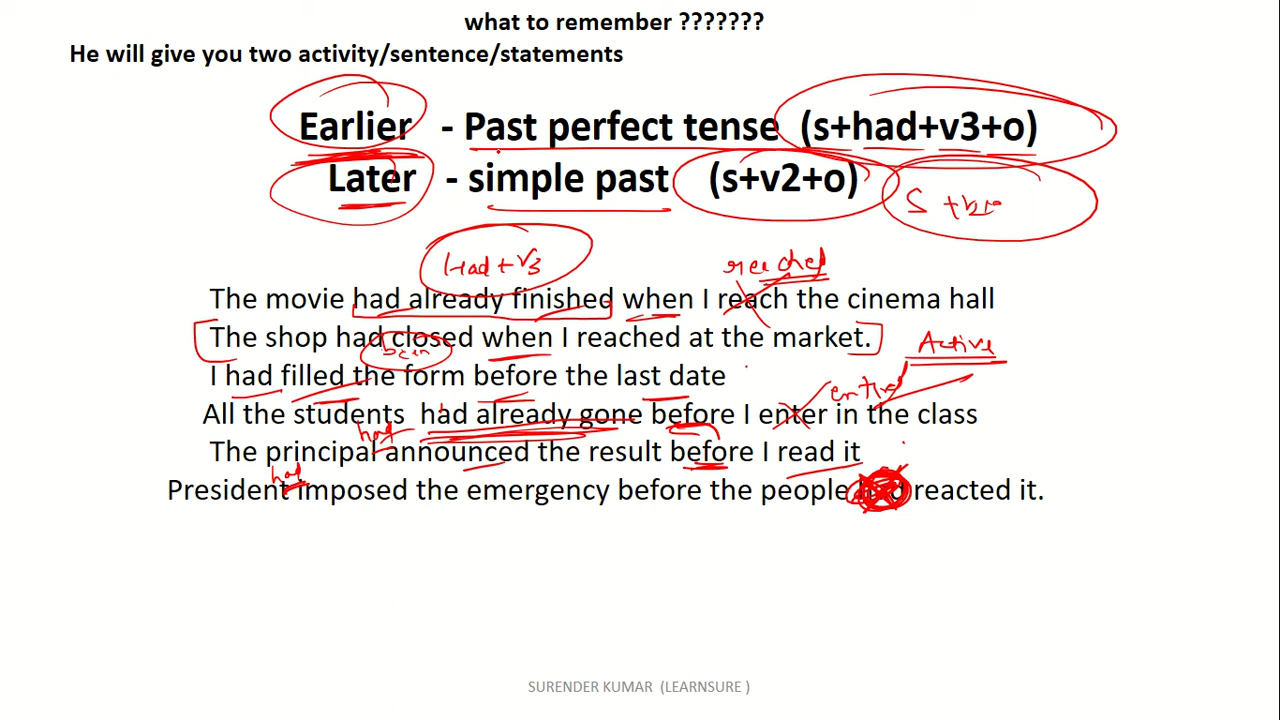 what to remember ???????
He will give you two activity/sentence/statements
Earlier - Past perfect tense (s+had+v3+o)
Later - simple past (s+v2+o)
S +
Had + V3
reached
The movie had already finished when I reach the cinema hall
The shop had closed when I reached at the market.
been
Active
I had filled the form before the last date
All the students had already gone before I enter in the class
had
The principal announced the result before I read it
had
President imposed the emergency before the people had reacted it.
SURENDER KUMAR (LEARNSURE )